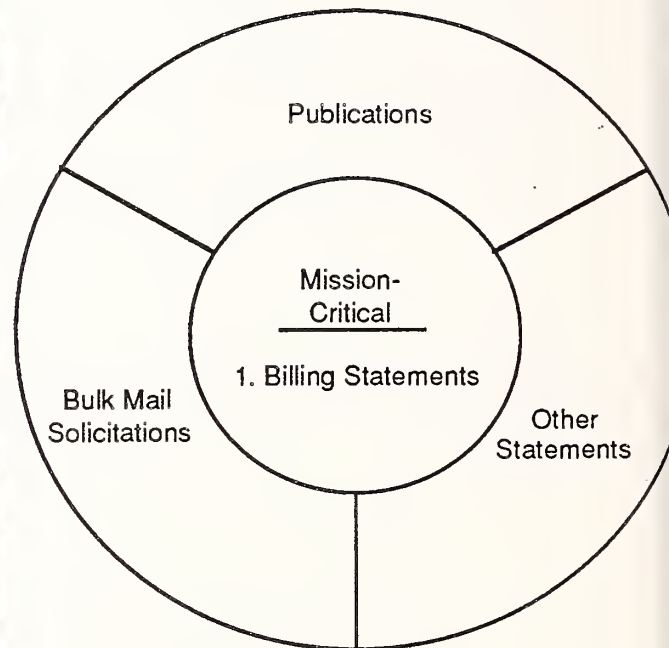 Publications
Mission-
Critical
1. Billing Statements
Bulk Mail
Solicitations
Other
Statements